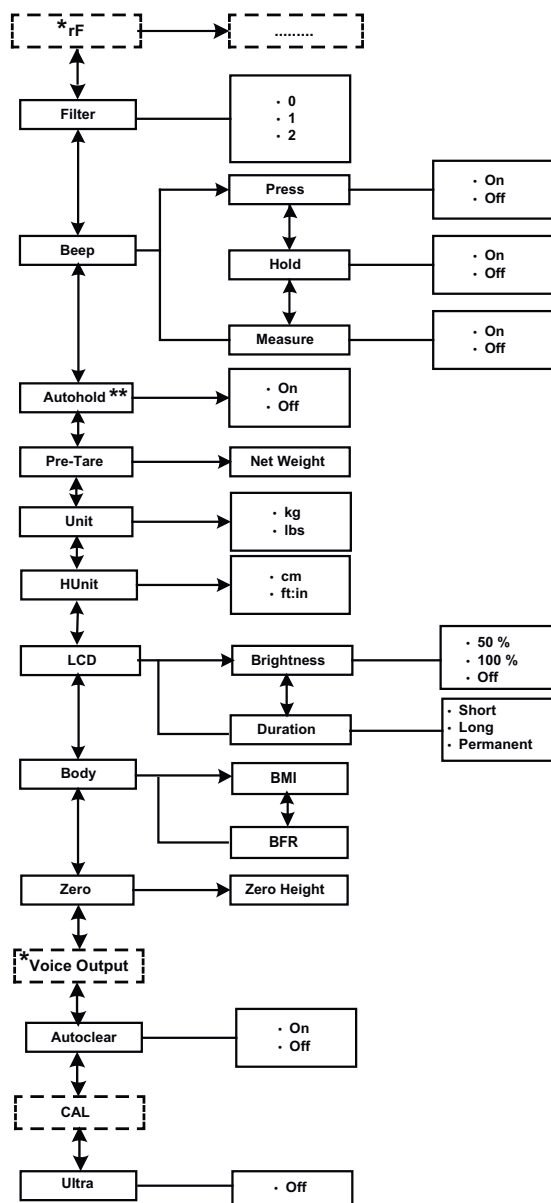 *rF
.........
Filter
• 0
• 1
• 2
Beep
Press
• On
• Off
Hold
• On
• Off
Measure
• On
• Off
Autohold **
• On
• Off
Pre-Tare
Net Weight
Unit
• kg
• lbs
HUnit
• cm
• ft:in
LCD
Brightness
• 50 %
• 100 %
• Off
Duration
• Short
• Long
• Permanent
Body
BMI
BFR
Zero
Zero Height
*Voice Output
Autoclear
• On
• Off
CAL
Ultra
• Off